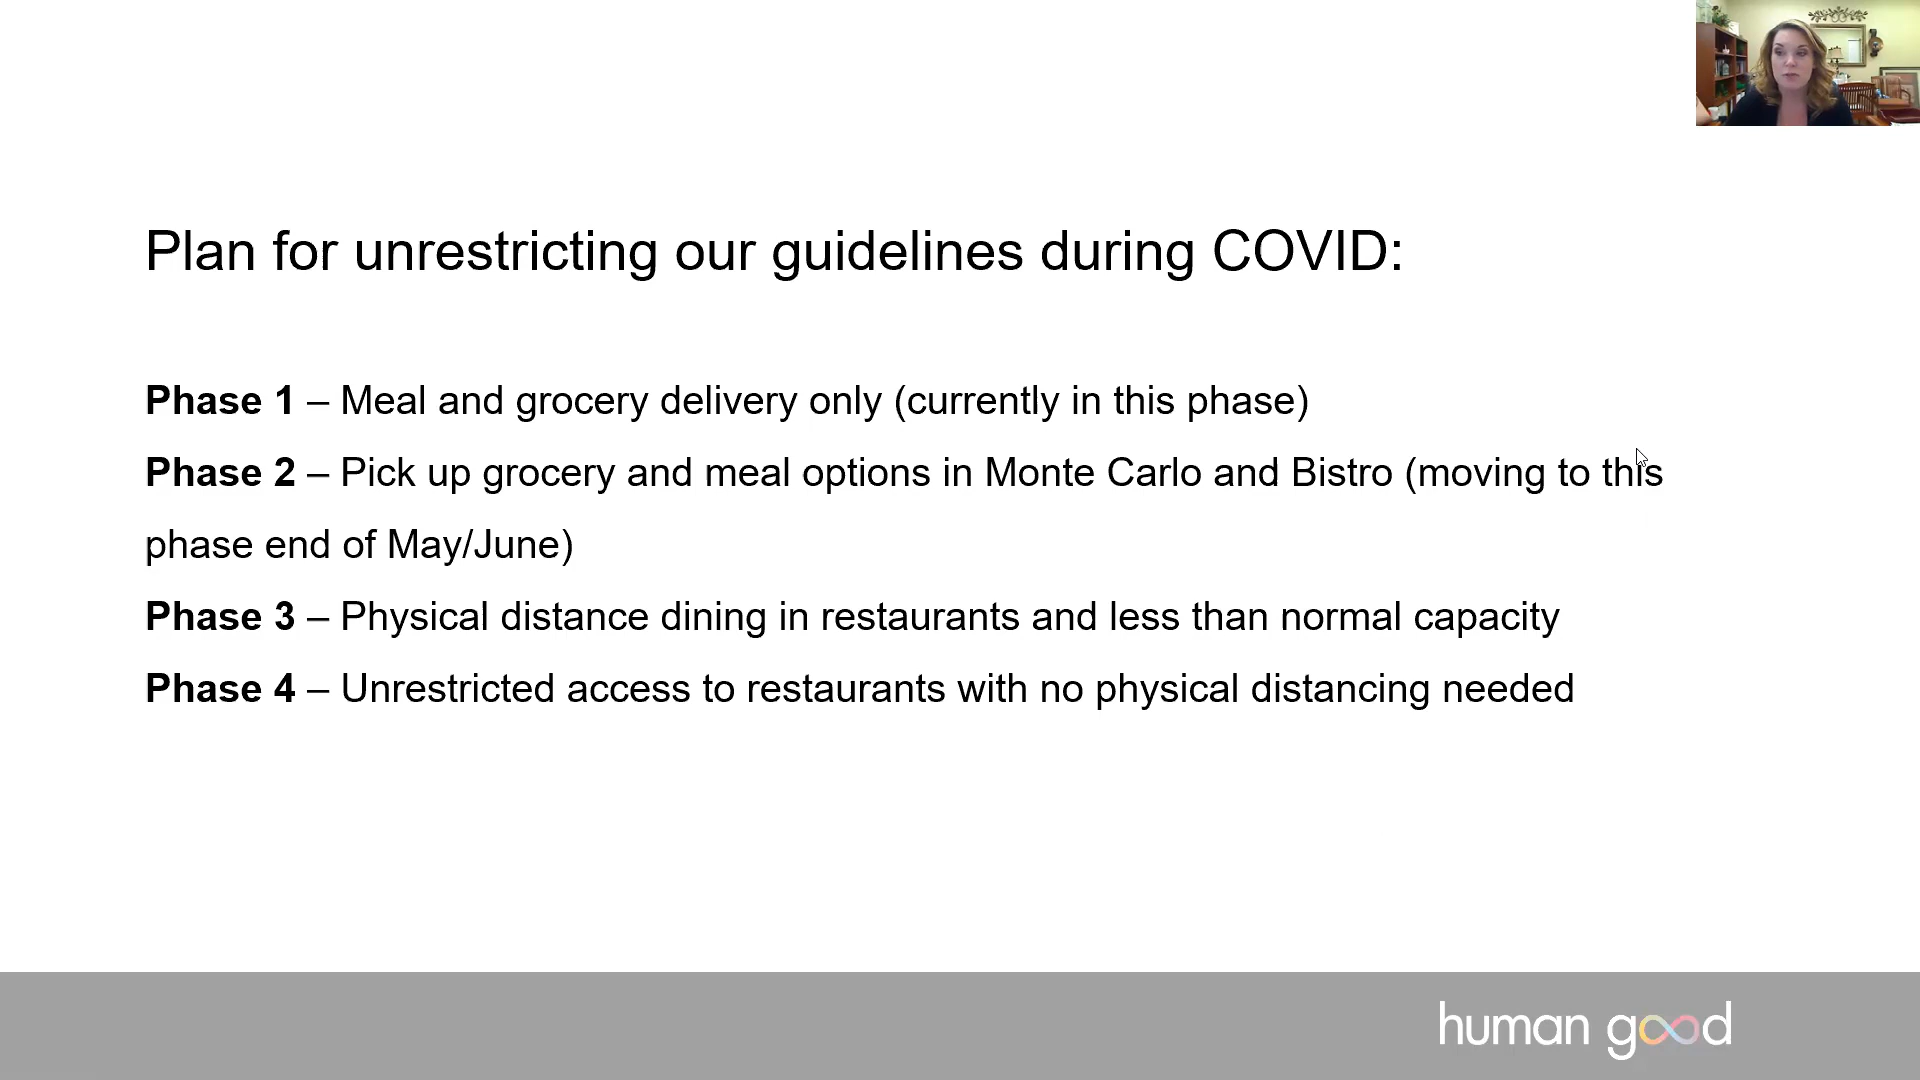 Plan for unrestricting our guidelines during COVID:
Phase 1 – Meal and grocery delivery only (currently in this phase)
Phase 2 – Pick up grocery and meal options in Monte Carlo and Bistro (moving to this
phase end of May/June)
Phase 3 – Physical distance dining in restaurants and less than normal capacity
Phase 4 – Unrestricted access to restaurants with no physical distancing needed
human good